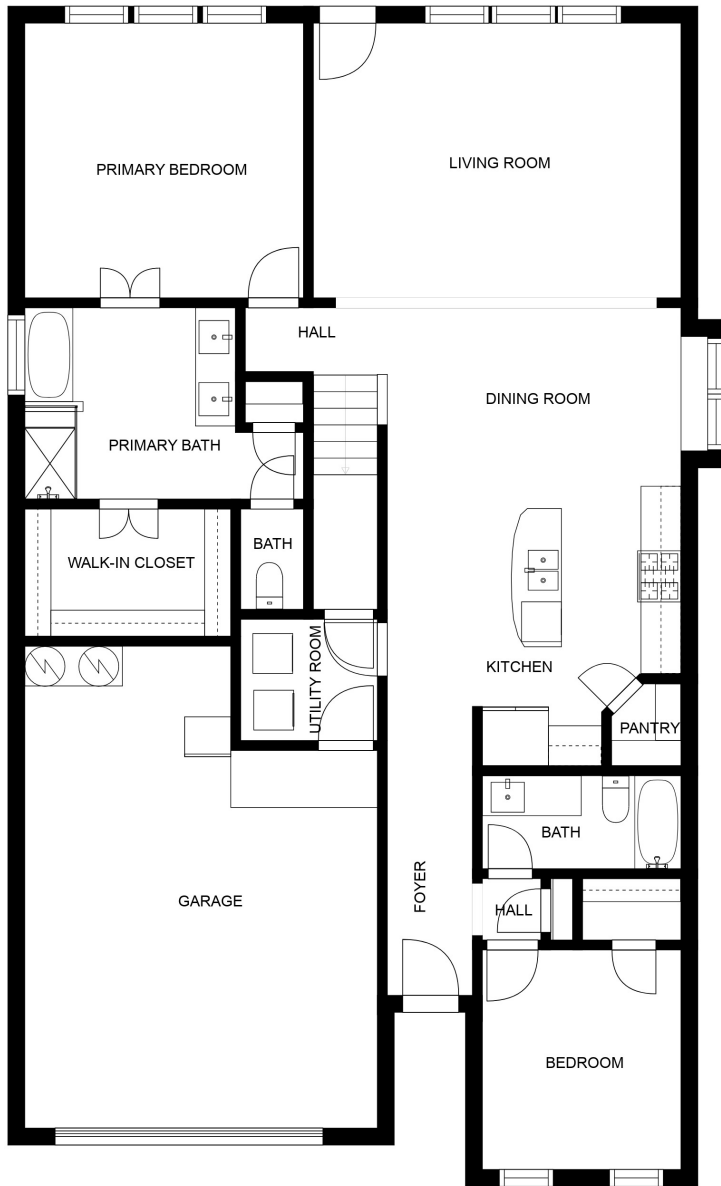 PRIMARY BEDROOM
LIVING ROOM
HALL
DINING ROOM
PRIMARY BATH
BATH
WALK-IN CLOSET
UTILITY ROOM
KITCHEN
PANTRY
BATH
FOYER
GARAGE
HALL
BEDROOM